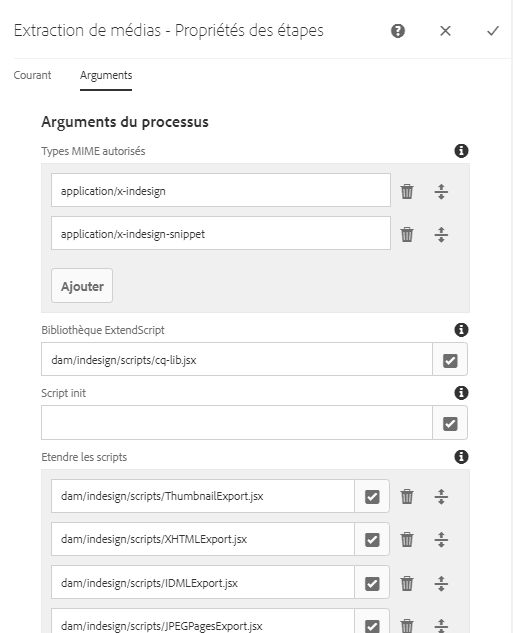 Extraction de médias - Propriétés des étapes
Courant
Arguments
Arguments du processus
Types MIME autorisés
application/x-indesign
application/x-indesign-snippet
Ajouter
Bibliothèque ExtendScript
dam/indesign/scripts/cq-lib.jsx
Script init
Etendre les scripts
dam/indesign/scripts/ThumbnailExport.jsx
dam/indesign/scripts/XHTMLExport.jsx
dam/indesign/scripts/IDMLExport.jsx
dam/indesign/scripts/JPEGPagesExport.jsx